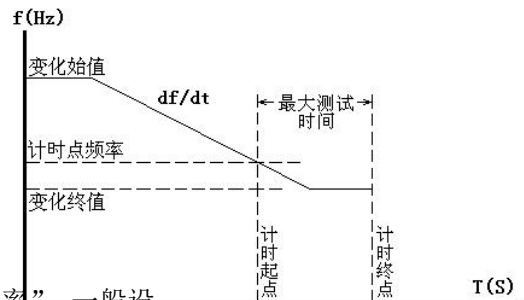 f(Hz)
变化始值
df/dt
最大测试
时间
计时点频率
变化终值
计时起点
计时终点
率”，一般设
T(S)